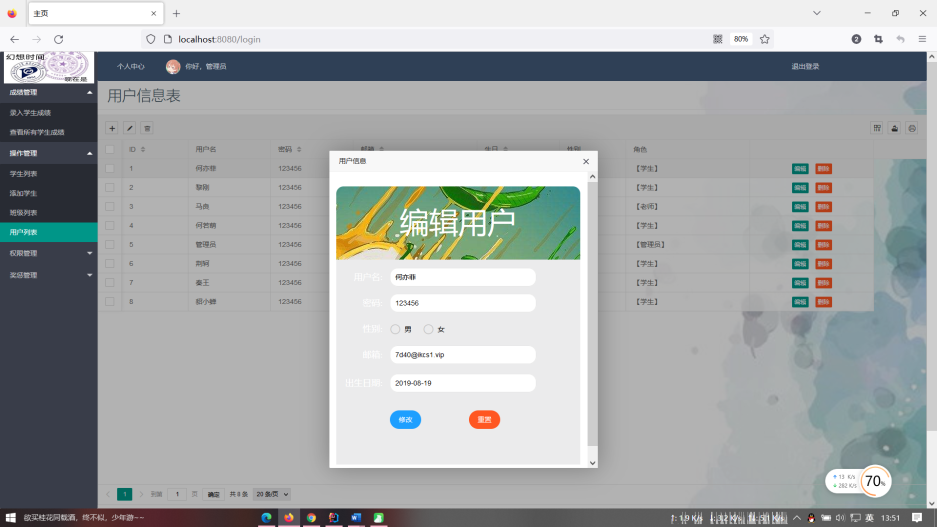 主页
localhost:8080/login
80%
2
幻想时间
个人中心
你好，管理员
退出登录
成绩管理
录入学生成绩
查看所有学生成绩
操作管理
学生列表
添加学生
班级列表
用户列表
权限管理
奖惩管理
用户信息表
ID 用户名 密码 邮箱 生日 性别 角色
1 何亦菲 123456 【学生】 编辑 删除
2 黎刚 123456 【学生】 编辑 删除
3 马良 123456 【老师】 编辑 删除
4 何若萌 123456 【学生】 编辑 删除
5 管理员 123456 【管理员】 编辑 删除
6 荆轲 123456 【学生】 编辑 删除
7 秦王 123456 【学生】 编辑 删除
8 123456 【学生】 编辑 删除
用户信息
编辑用户
用户名: 何亦菲
密码: 123456
性别: 男 女
邮箱: 7d40@ikcs1.vip
出生日期: 2019-08-19
修改 重置
1 到第 1 页 确定 共 8 条 20 条/页
13 K/s
282 K/s
70%
欲买桂花同载酒，终不似，少年游~~
英
13:51